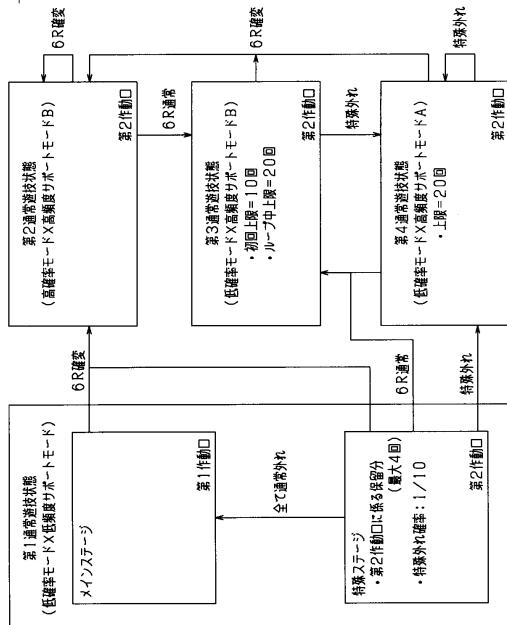 第1通常遊技状態
(低確率モード×低頻度サポートモード)
メインステージ
第1作動口
全て通常外れ
特殊ステージ
・第2作動口に係る保留分
(最大4回)
・特殊外れ確率:1/10
第2作動口
6R確変
6R通常
特殊外れ
第2通常遊技状態
(高確率モード×高頻度サポートモードB)
第2作動口
6R確変
6R通常
第3通常遊技状態
(低確率モード×高頻度サポートモードB)
・初回上限=10回
・ループ中上限=20回
第2作動口
6R確変
特殊外れ
第4通常遊技状態
(低確率モード×高頻度サポートモードA)
・上限=20回
第2作動口
特殊外れ